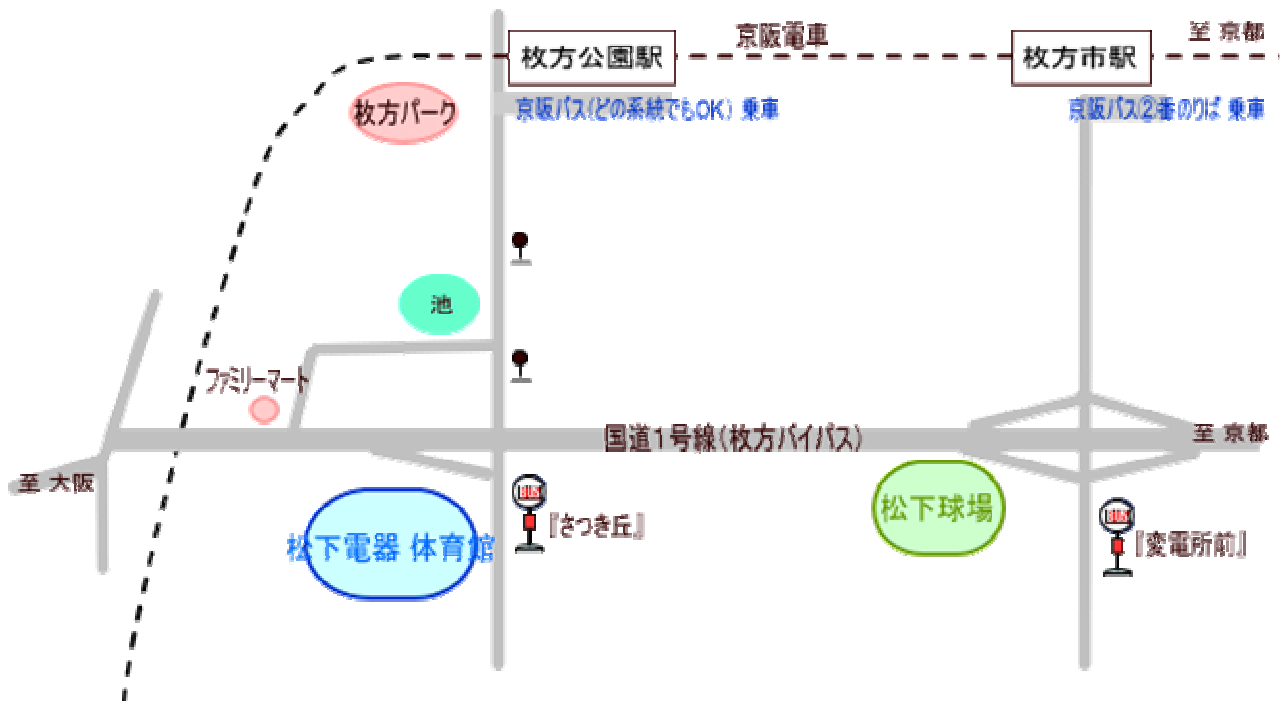 京阪電車
至 京都
枚方公園駅
枚方市駅
枚方パーク
京阪バス(どの系統でもOK) 乗車
京阪バス②番のりば 乗車
池
ファミリーマート
国道1号線(枚方バイパス)
至 京都
至 大阪
松下電器 体育館
BUS
『さつき丘』
松下球場
BUS
『変電所前』